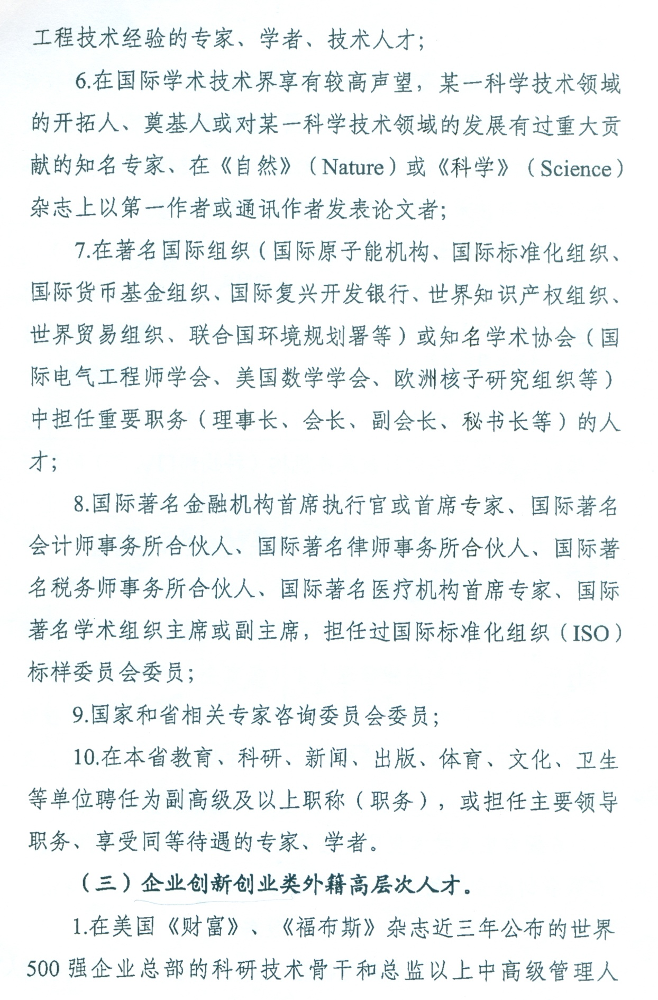 工程技术经验的专家、学者、技术人才；
6.在国际学术技术界享有较高声望，某一科学技术领域
的开拓人、奠基人或对某一科学技术领域的发展有过重大贡
献的知名专家、在《自然》（Nature）或《科学》（Science）
杂志上以第一作者或通讯作者发表论文者；
7.在著名国际组织（国际原子能机构、国际标准化组织、
国际货币基金组织、国际复兴开发银行、世界知识产权组织、
世界贸易组织、联合国环境规划署等）或知名学术协会（国
际电气工程师学会、美国数学学会、欧洲核子研究组织等）
中担任重要职务（理事长、会长、副会长、秘书长等）的人
才；
8.国际著名金融机构首席执行官或首席专家、国际著名
会计师事务所合伙人、国际著名律师事务所合伙人、国际著
名税务师事务所合伙人、国际著名医疗机构首席专家、国际
著名学术组织主席或副主席，担任过国际标准化组织（ISO）
标样委员会委员；
9.国家和省相关专家咨询委员会委员；
10.在本省教育、科研、新闻、出版、体育、文化、卫生
等单位聘任为副高级及以上职称（职务），或担任主要领导
职务、享受同等待遇的专家、学者。
（三）企业创新创业类外籍高层次人才。
1.在美国《财富》、《福布斯》杂志近三年公布的世界
500 强企业总部的科研技术骨干和总监以上中高级管理人